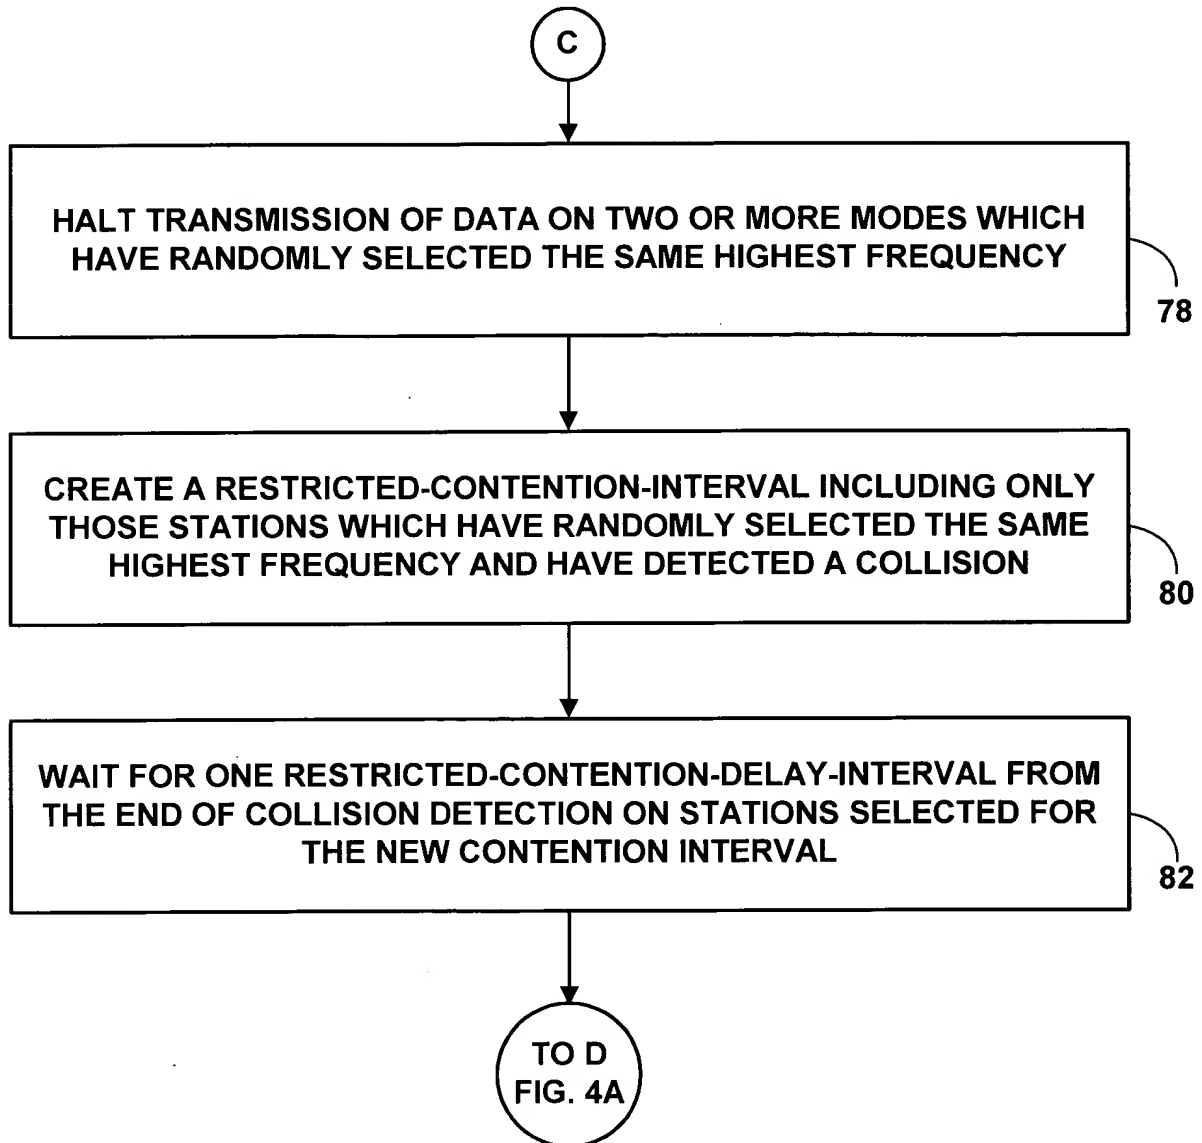 C
HALT TRANSMISSION OF DATA ON TWO OR MORE MODES WHICH
HAVE RANDOMLY SELECTED THE SAME HIGHEST FREQUENCY
78
CREATE A RESTRICTED-CONTENTION-INTERVAL INCLUDING ONLY
THOSE STATIONS WHICH HAVE RANDOMLY SELECTED THE SAME
HIGHEST FREQUENCY AND HAVE DETECTED A COLLISION
80
WAIT FOR ONE RESTRICTED-CONTENTION-DELAY-INTERVAL FROM
THE END OF COLLISION DETECTION ON STATIONS SELECTED FOR
THE NEW CONTENTION INTERVAL
82
TO D
FIG. 4A